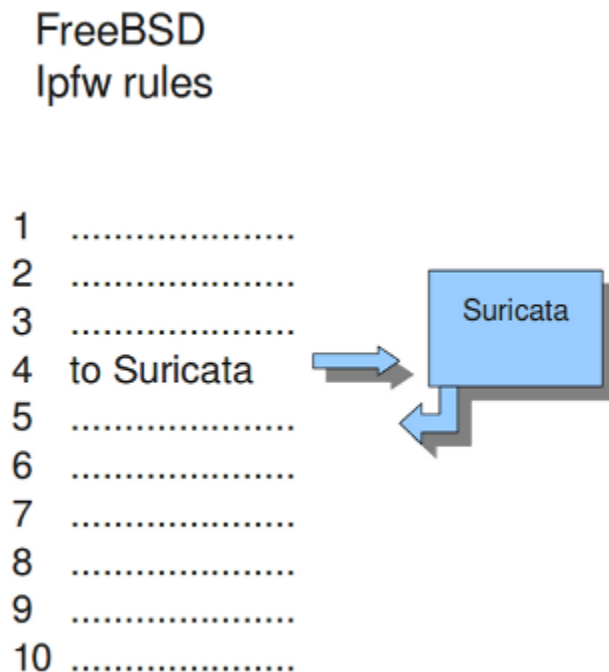 FreeBSD
Ipfw rules
1 .....................
2 .....................
3 .....................
Suricata
4 to Suricata
5 .....................
6 .....................
7 .....................
8 .....................
9 .....................
10 .....................